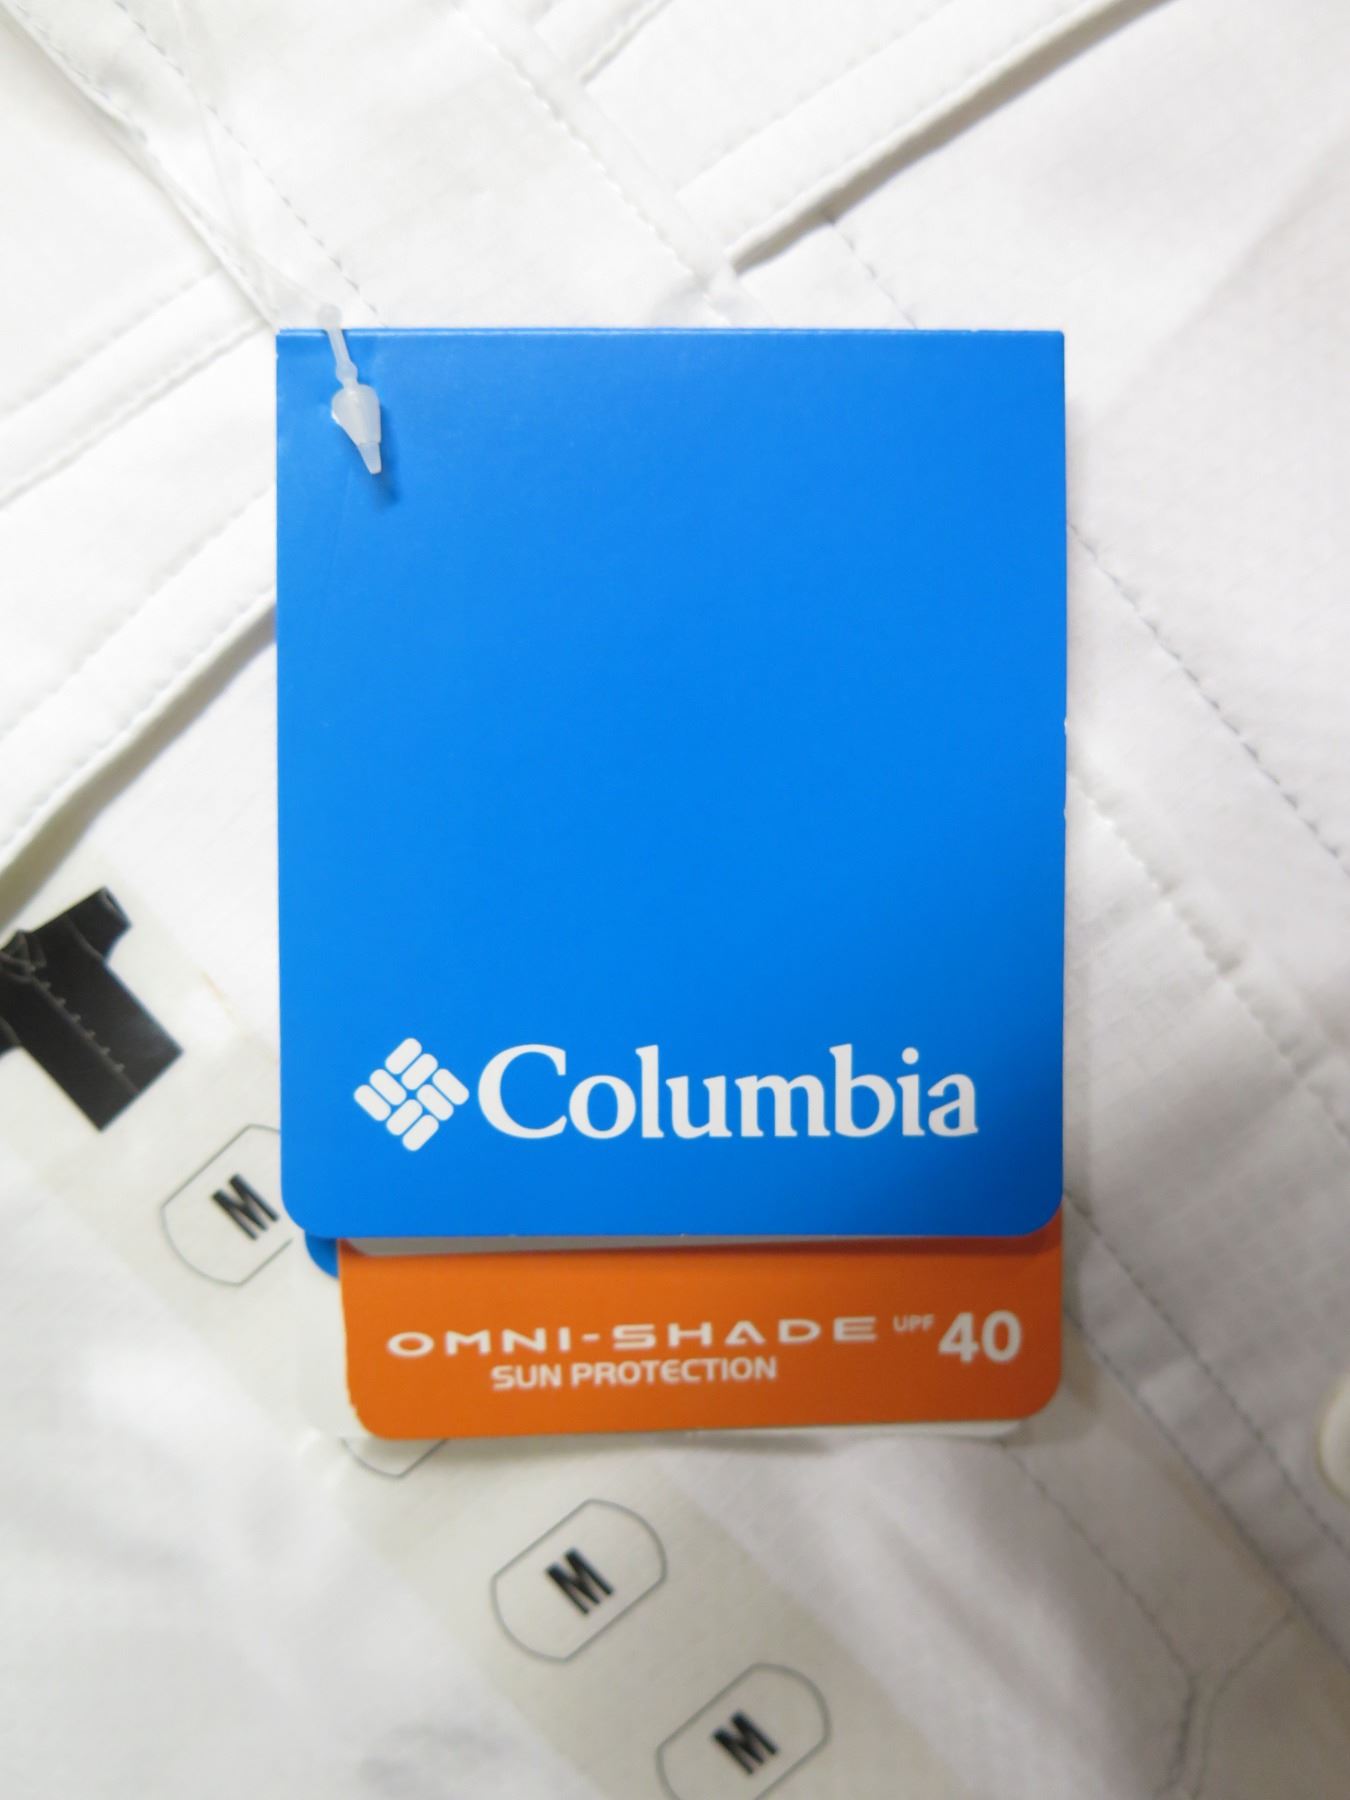 Columbia
M
OMNI-SHADE UPF 40
SUN PROTECTION
M
M